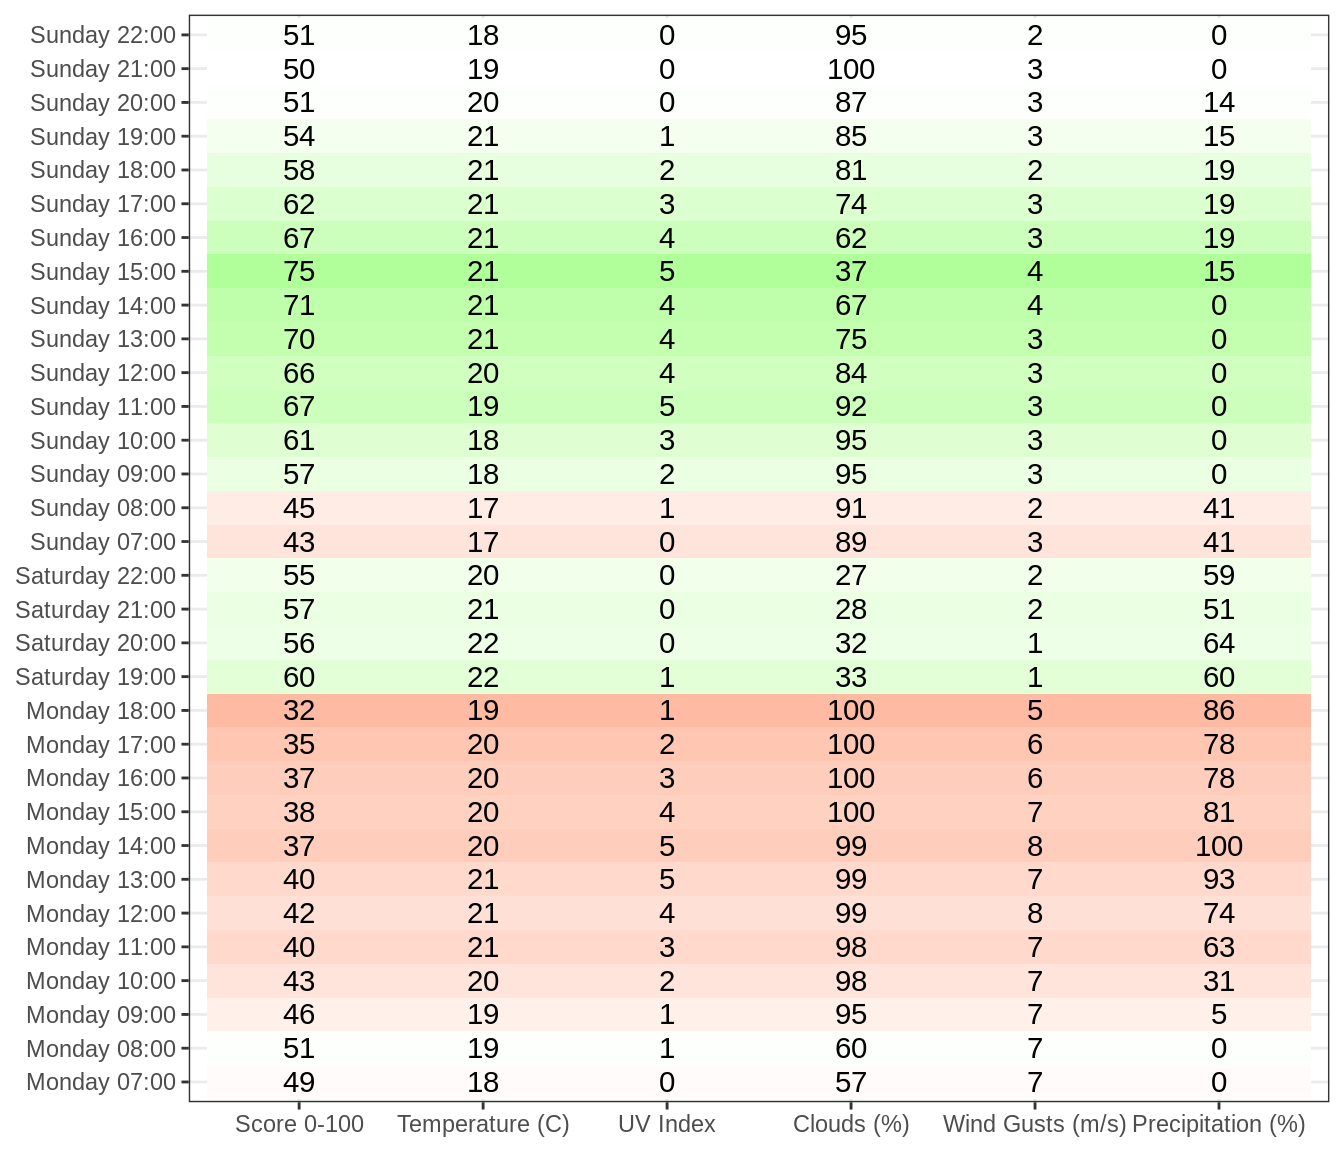 Sunday 22:00 51 18 0 95 2 0
Sunday 21:00 50 19 0 100 3 0
Sunday 20:00 51 20 0 87 3 14
Sunday 19:00 54 21 1 85 3 15
Sunday 18:00 58 21 2 81 2 19
Sunday 17:00 62 21 3 74 3 19
Sunday 16:00 67 21 4 62 3 19
Sunday 15:00 75 21 5 37 4 15
Sunday 14:00 71 21 4 67 4 0
Sunday 13:00 70 21 4 75 3 0
Sunday 12:00 66 20 4 84 3 0
Sunday 11:00 67 19 5 92 3 0
Sunday 10:00 61 18 3 95 3 0
Sunday 09:00 57 18 2 95 3 0
Sunday 08:00 45 17 1 91 2 41
Sunday 07:00 43 17 0 89 3 41
Saturday 22:00 55 20 0 27 2 59
Saturday 21:00 57 21 0 28 2 51
Saturday 20:00 56 22 0 32 1 64
Saturday 19:00 60 22 1 33 1 60
Monday 18:00 32 19 1 100 5 86
Monday 17:00 35 20 2 100 6 78
Monday 16:00 37 20 3 100 6 78
Monday 15:00 38 20 4 100 7 81
Monday 14:00 37 20 5 99 8 100
Monday 13:00 40 21 5 99 7 93
Monday 12:00 42 21 4 99 8 74
Monday 11:00 40 21 3 98 7 63
Monday 10:00 43 20 2 98 7 31
Monday 09:00 46 19 1 95 7 5
Monday 08:00 51 19 1 60 7 0
Monday 07:00 49 18 0 57 7 0
Score 0-100 Temperature (C) UV Index Clouds (%) Wind Gusts (m/s) Precipitation (%)